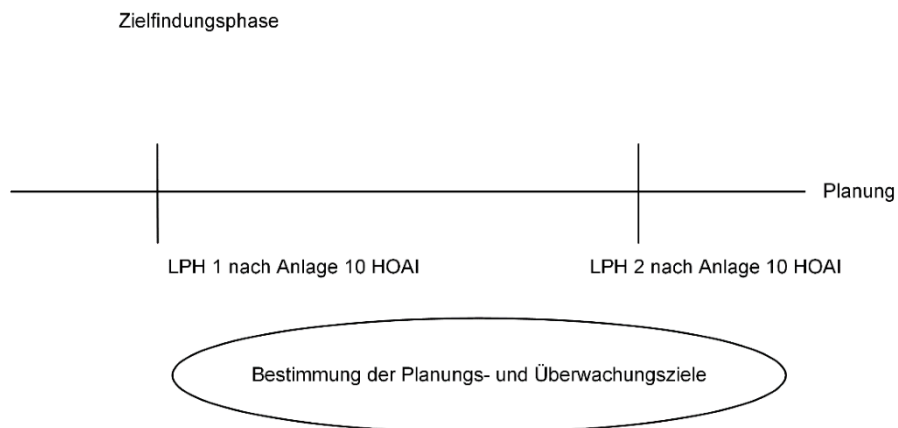 Zielfindungsphase
Planung
LPH 1 nach Anlage 10 HOAI
LPH 2 nach Anlage 10 HOAI
Bestimmung der Planungs- und Überwachungsziele